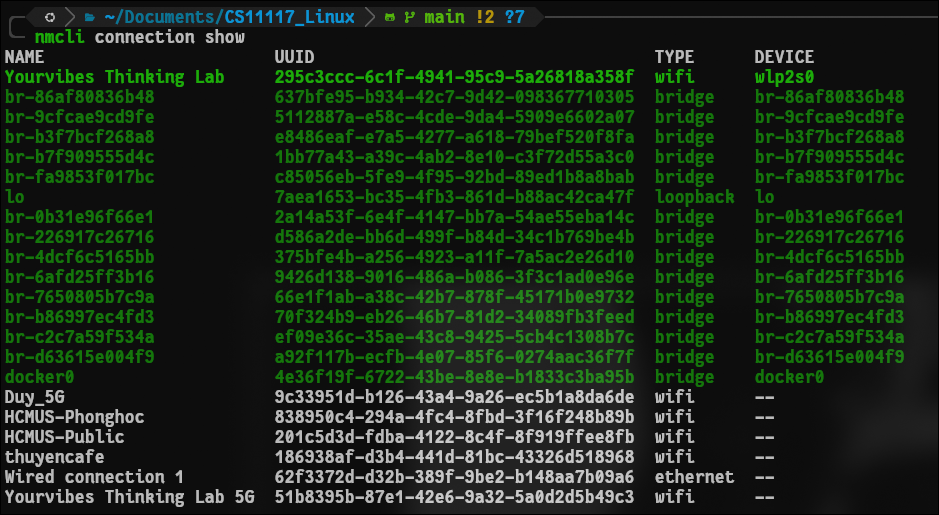 ~/Documents/CS11117_Linux main !2 ?7
nmcli connection show
NAME UUID TYPE DEVICE
Yourvibes Thinking Lab 295c3ccc-6c1f-4941-95c9-5a26818a358f wifi wlp2s0
br-86af80836b48 637bfe95-b934-42c7-9d42-098367710305 bridge br-86af80836b48
br-9cfcae9cd9fe 5112887a-e58c-4cde-9da4-5909e6602a07 bridge br-9cfcae9cd9fe
br-b3f7bcf268a8 e8486eaf-e7a5-4277-a618-79bef520f8fa bridge br-b3f7bcf268a8
br-b7f909555d4c 1bb77a43-a39c-4ab2-8e10-c3f72d55a3c0 bridge br-b7f909555d4c
br-fa9853f017bc c85056eb-5fe9-4f95-92bd-89ed1b8a8bab bridge br-fa9853f017bc
lo 7aea1653-bc35-4fb3-861d-b88ac42ca47f loopback lo
br-0b31e96f66e1 2a14a53f-6e4f-4147-bb7a-54ae55eba14c bridge br-0b31e96f66e1
br-226917c26716 d586a2de-bb6d-499f-b84d-34c1b769be4b bridge br-226917c26716
br-4dcf6c5165bb 375bfe4b-a256-4923-a11f-7a5ac2e26d10 bridge br-4dcf6c5165bb
br-6afd25ff3b16 9426d138-9016-486a-b086-3f3c1ad0e96e bridge br-6afd25ff3b16
br-7650805b7c9a 66e1f1ab-a38c-42b7-878f-45171b0e9732 bridge br-7650805b7c9a
br-b86997ec4fd3 70f324b9-eb26-46b7-81d2-34089fb3feed bridge br-b86997ec4fd3
br-c2c7a59f534a ef09e36c-35ae-43c8-9425-5cb4c1308b7c bridge br-c2c7a59f534a
br-d63615e004f9 a92f117b-ecfb-4e07-85f6-0274aac36f7f bridge br-d63615e004f9
docker0 4e36f19f-6722-43be-8e8e-b1833c3ba95b bridge docker0
Duy_5G 9c33951d-b126-43a4-9a26-ec5b1a8da6de wifi --
HCMUS-Phonghoc 838950c4-294a-4fc4-8fbd-3f16f248b89b wifi --
HCMUS-Public 201c5d3d-fdba-4122-8c4f-8f919ffee8fb wifi --
thuyencafe 186938af-d3b4-441d-81bc-43326d518968 wifi --
Wired connection 1 62f3372d-d32b-389f-9be2-b148aa7b09a6 ethernet --
Yourvibes Thinking Lab 5G 51b8395b-87e1-42e6-9a32-5a0d2d5b49c3 wifi --